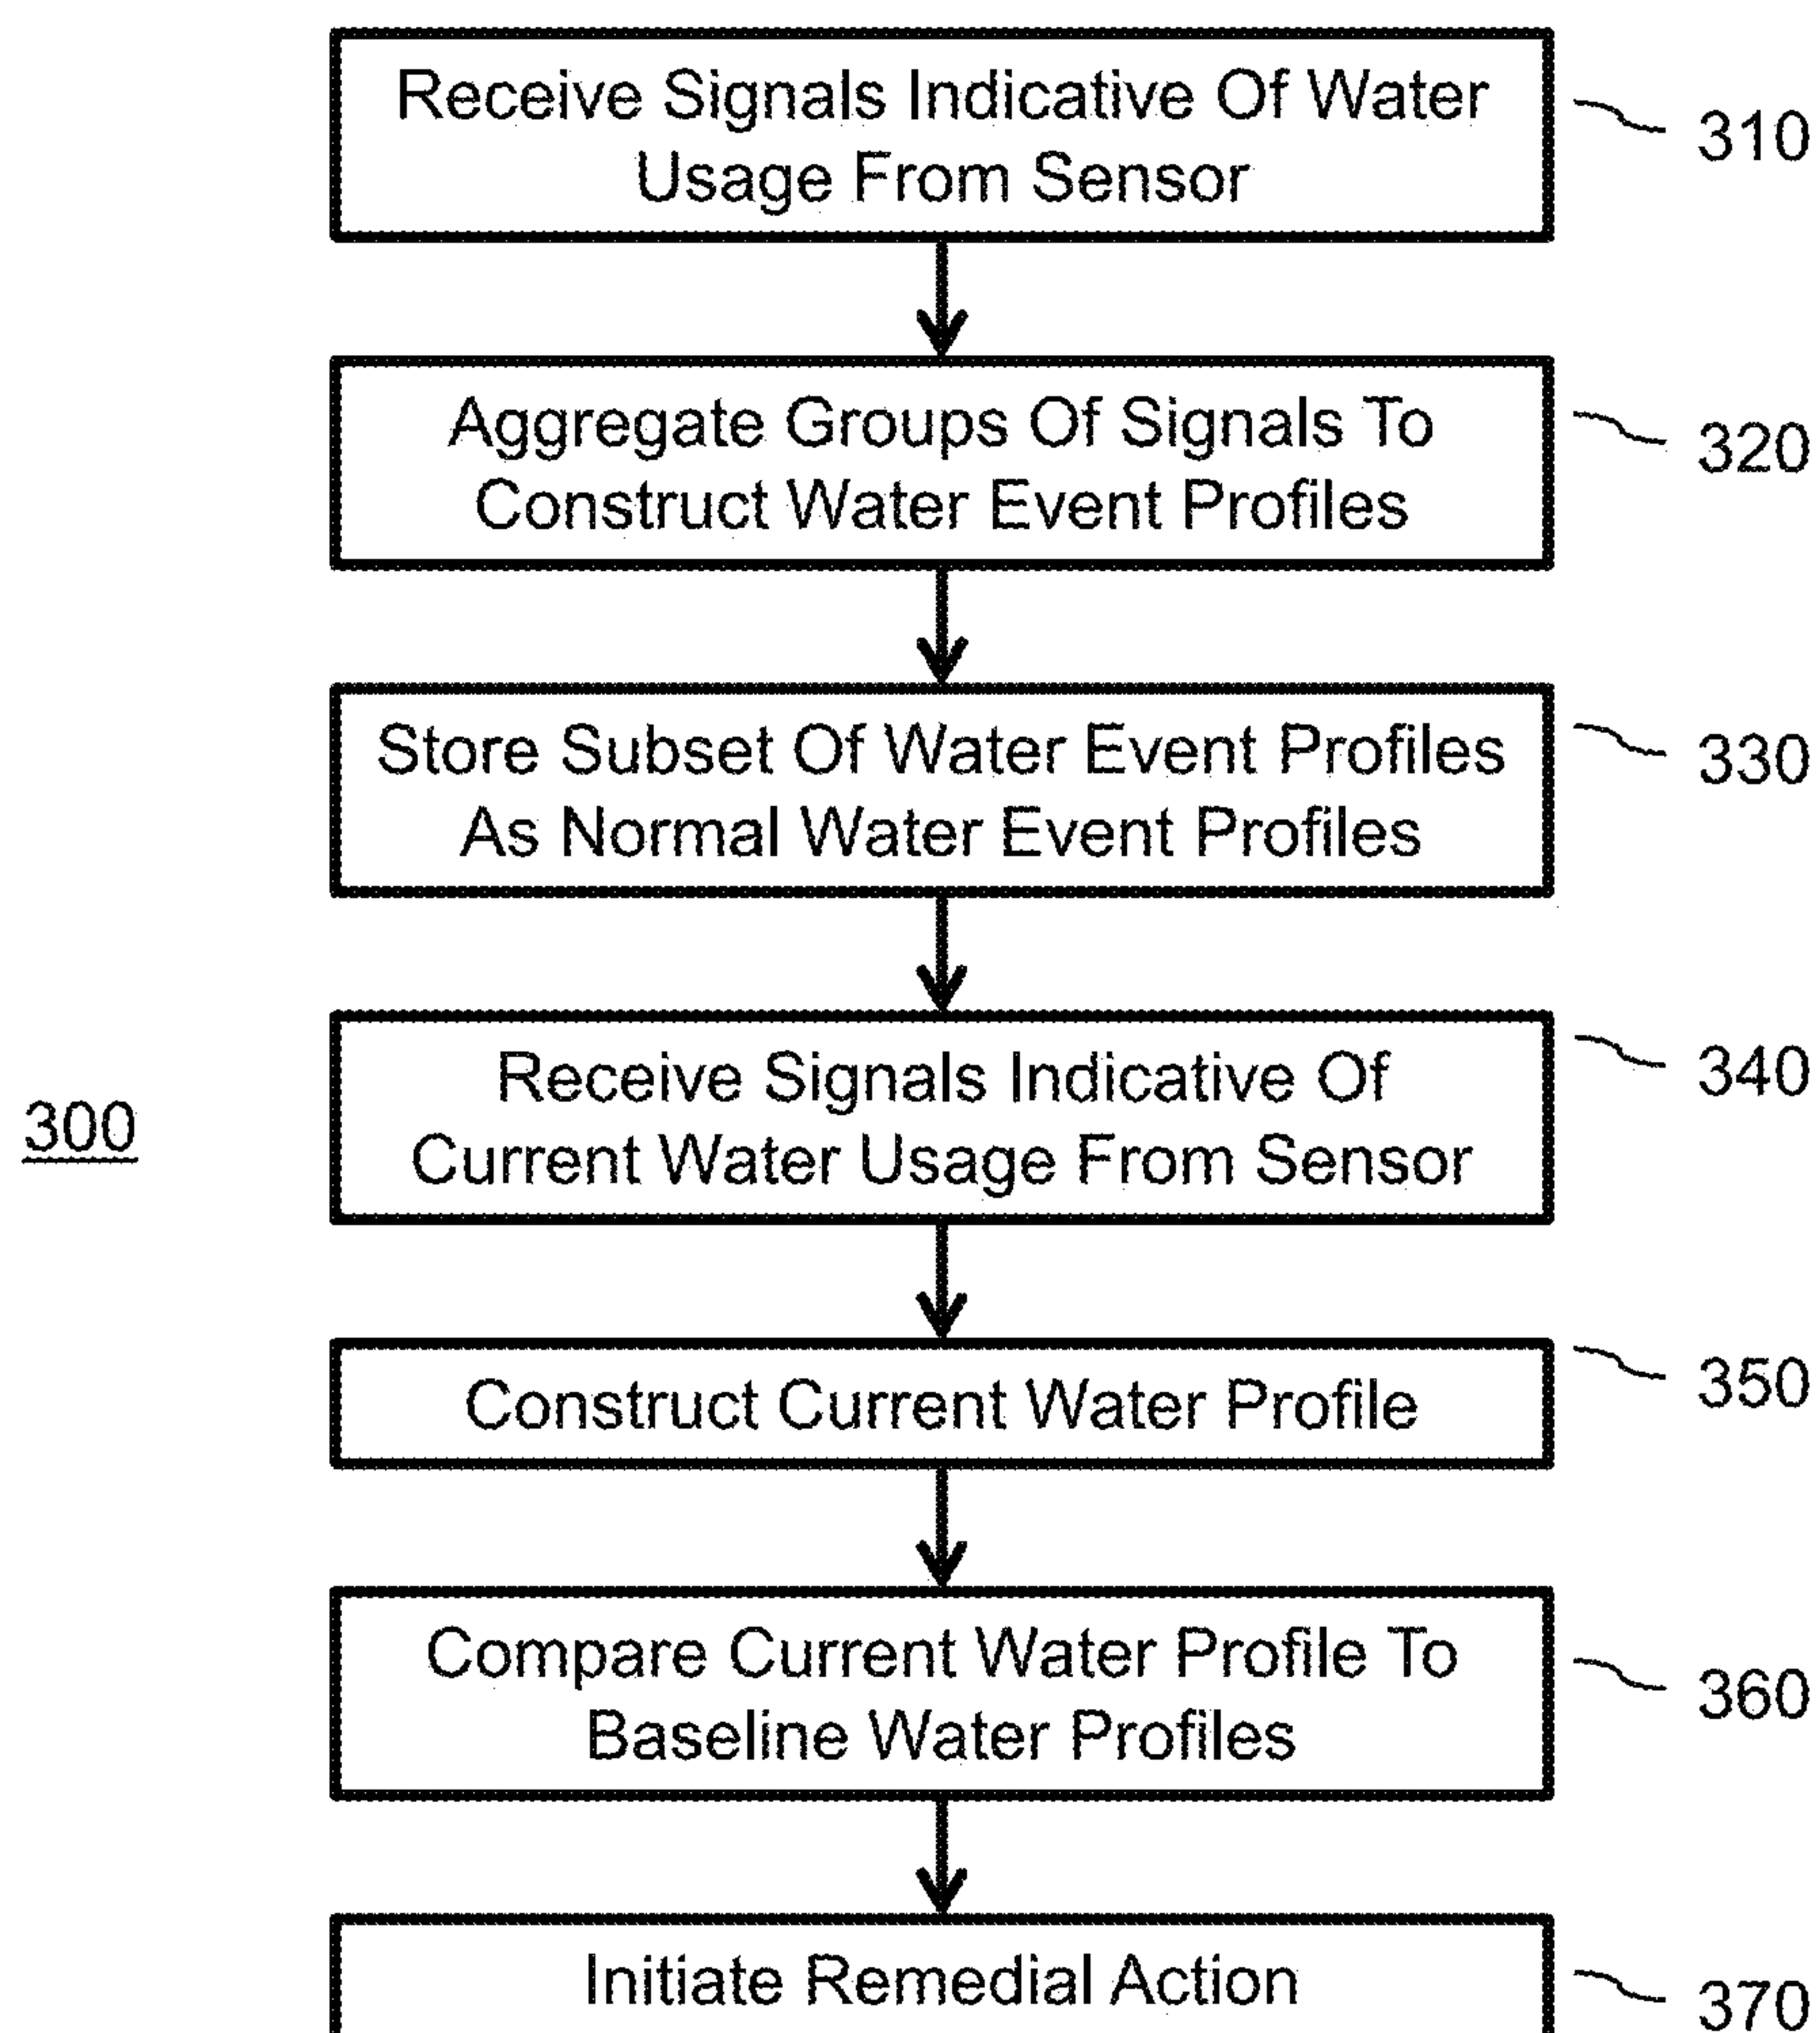 Receive Signals Indicative Of Water
Usage From Sensor
310
Aggregate Groups Of Signals To
Construct Water Event Profiles
320
Store Subset Of Water Event Profiles
As Normal Water Event Profiles
330
Receive Signals Indicative Of
Current Water Usage From Sensor
340
300
Construct Current Water Profile
350
Compare Current Water Profile To
Baseline Water Profiles
360
Initiate Remedial Action
370